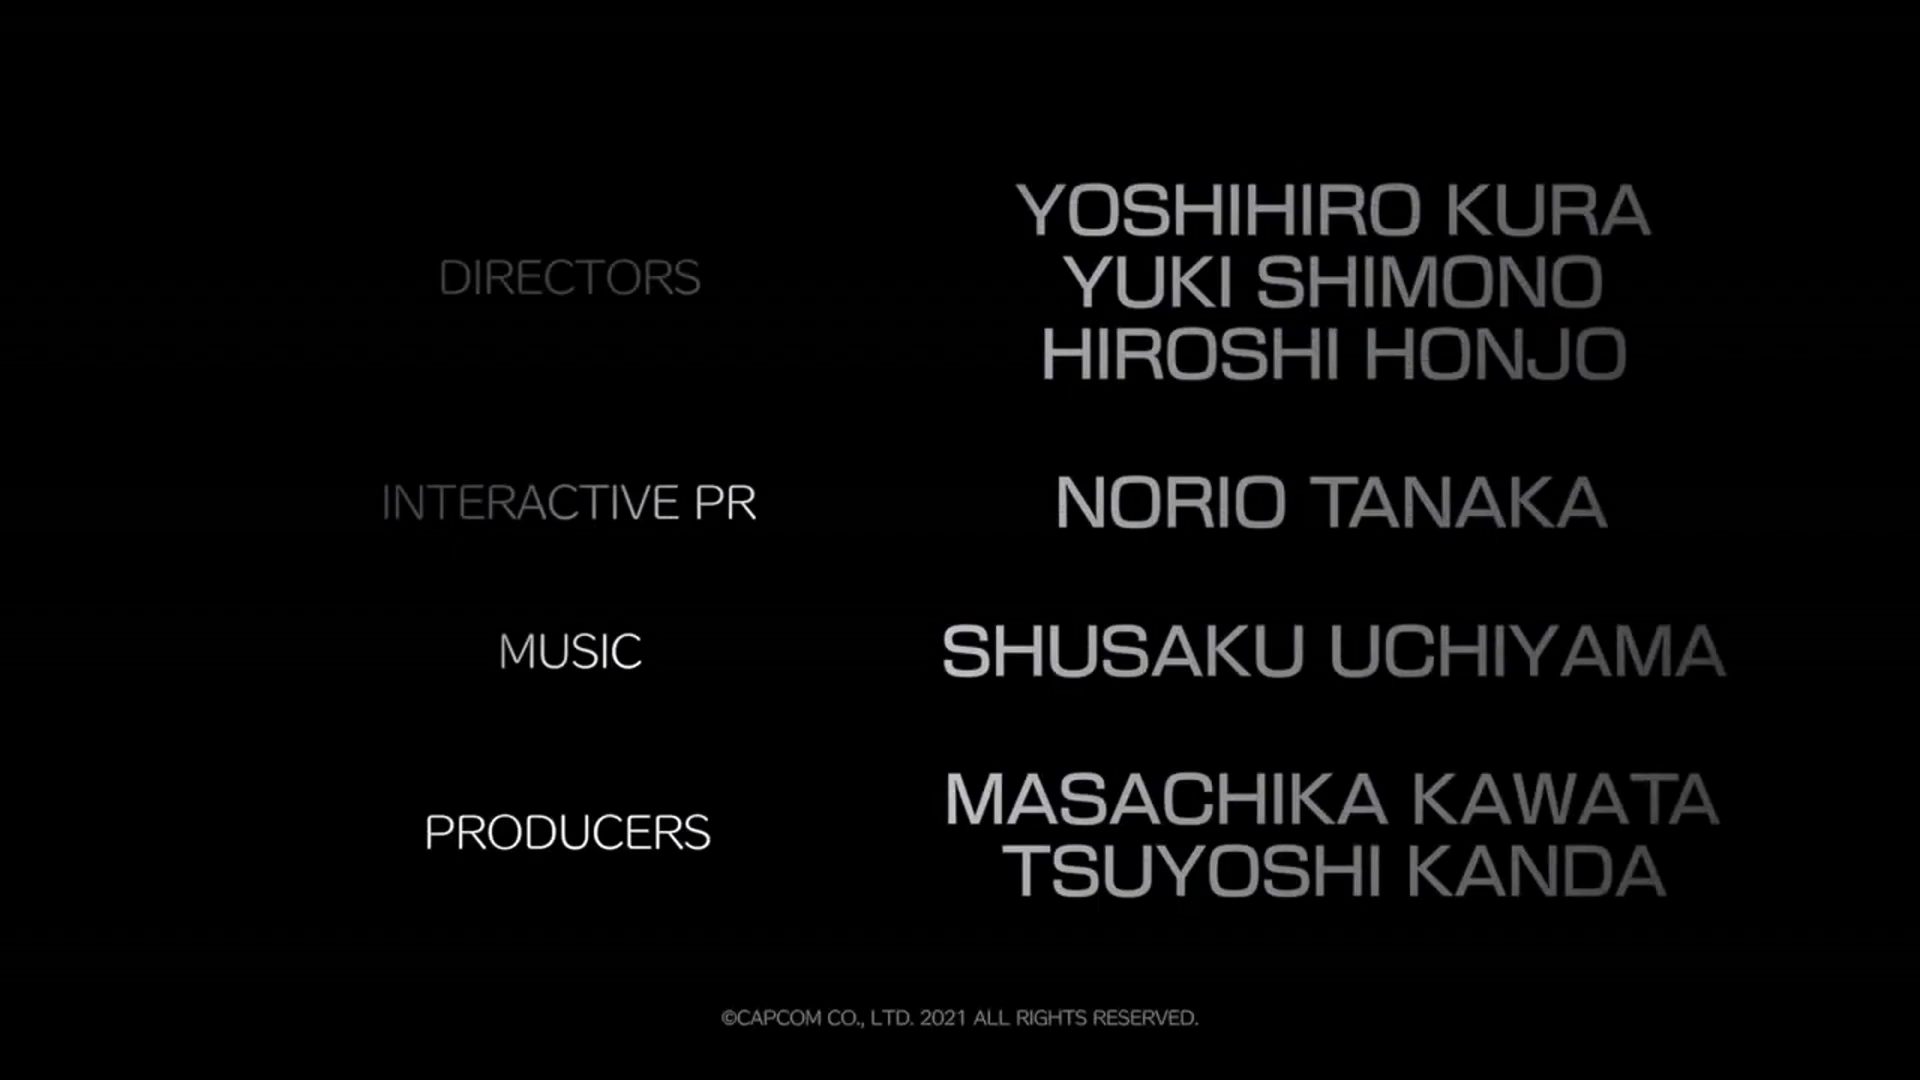 DIRECTORS
YOSHIHIRO KURA
YUKI SHIMONO
HIROSHI HONJO
INTERACTIVE PR
NORIO TANAKA
MUSIC
SHUSAKU UCHIYAMA
PRODUCERS
MASACHIKA KAWATA
TSUYOSHI KANDA
©CAPCOM CO., LTD. 2021 ALL RIGHTS RESERVED.